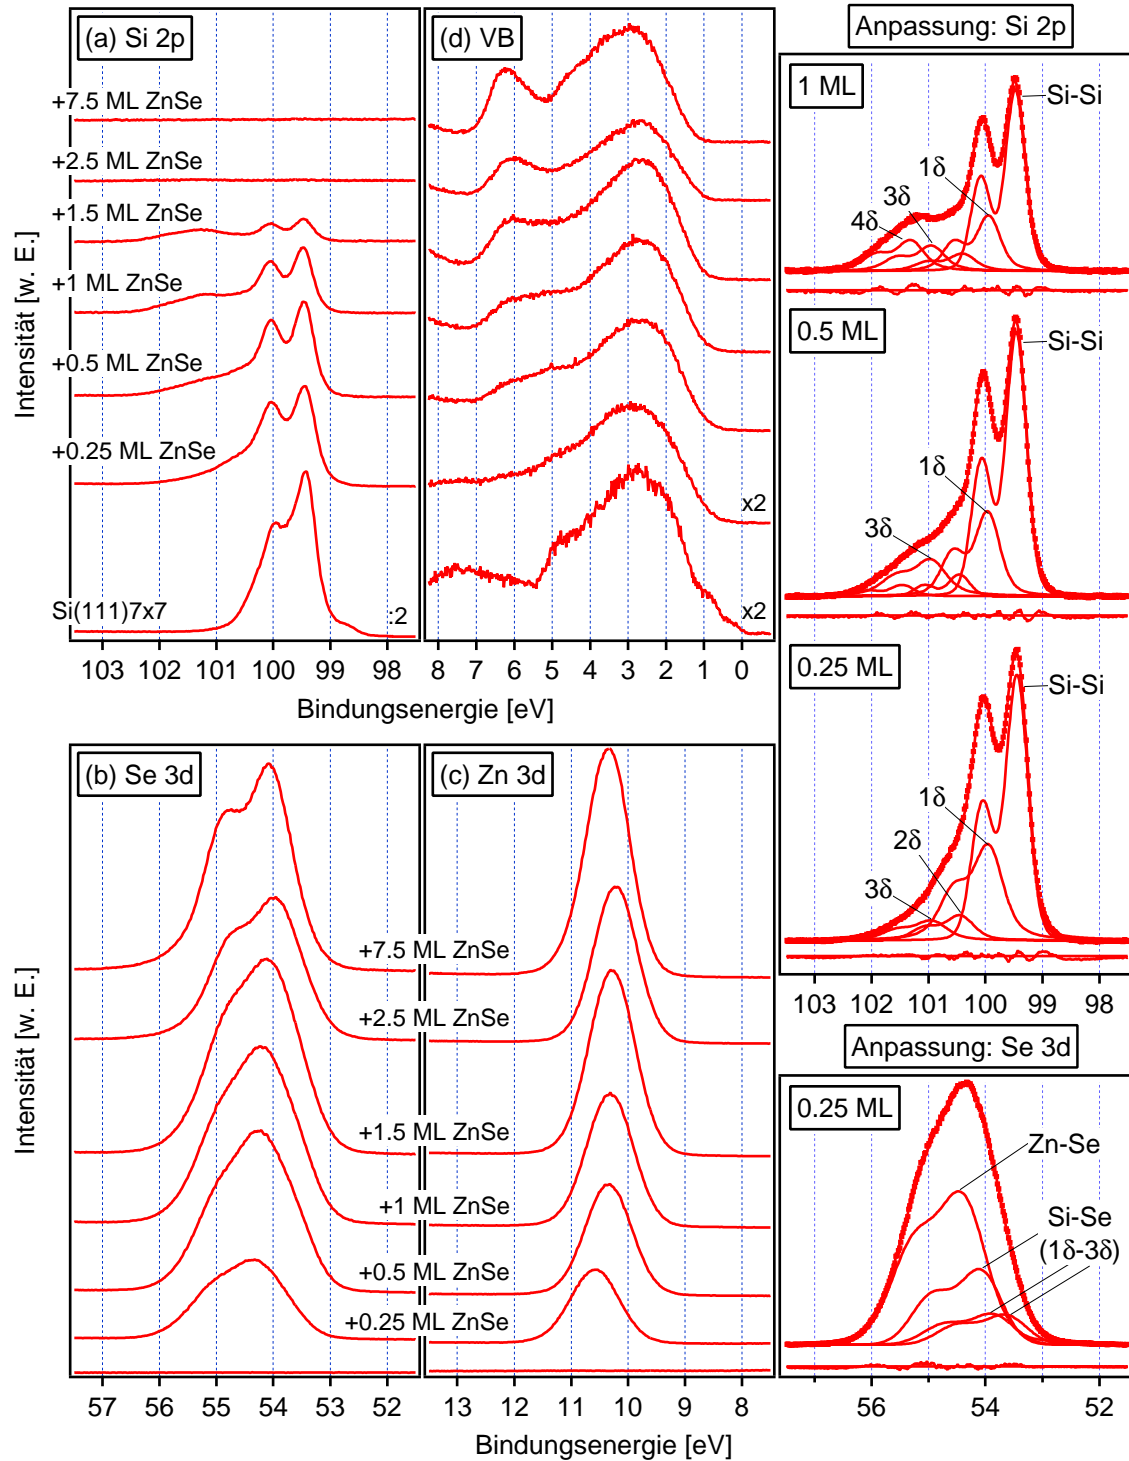 (a) Si 2p
+7.5 ML ZnSe
+2.5 ML ZnSe
+1.5 ML ZnSe
+1 ML ZnSe
+0.5 ML ZnSe
+0.25 ML ZnSe
Si(111)7x7
:2
103 102 101 100 99 98
(d) VB
x2
x2
8 7 6 5 4 3 2 1 0
Intensität [w. E.]
Bindungsenergie [eV]
(b) Se 3d
(c) Zn 3d
+7.5 ML ZnSe
+2.5 ML ZnSe
+1.5 ML ZnSe
+1 ML ZnSe
+0.5 ML ZnSe
+0.25 ML ZnSe
57 56 55 54 53 52
13 12 11 10 9 8
Intensität [w. E.]
Bindungsenergie [eV]
Anpassung: Si 2p
1 ML
Si-Si
1δ
3δ
4δ
0.5 ML
Si-Si
1δ
3δ
0.25 ML
Si-Si
1δ
2δ
3δ
103 102 101 100 99 98
Anpassung: Se 3d
0.25 ML
Zn-Se
Si-Se
(1δ-3δ)
56 54 52